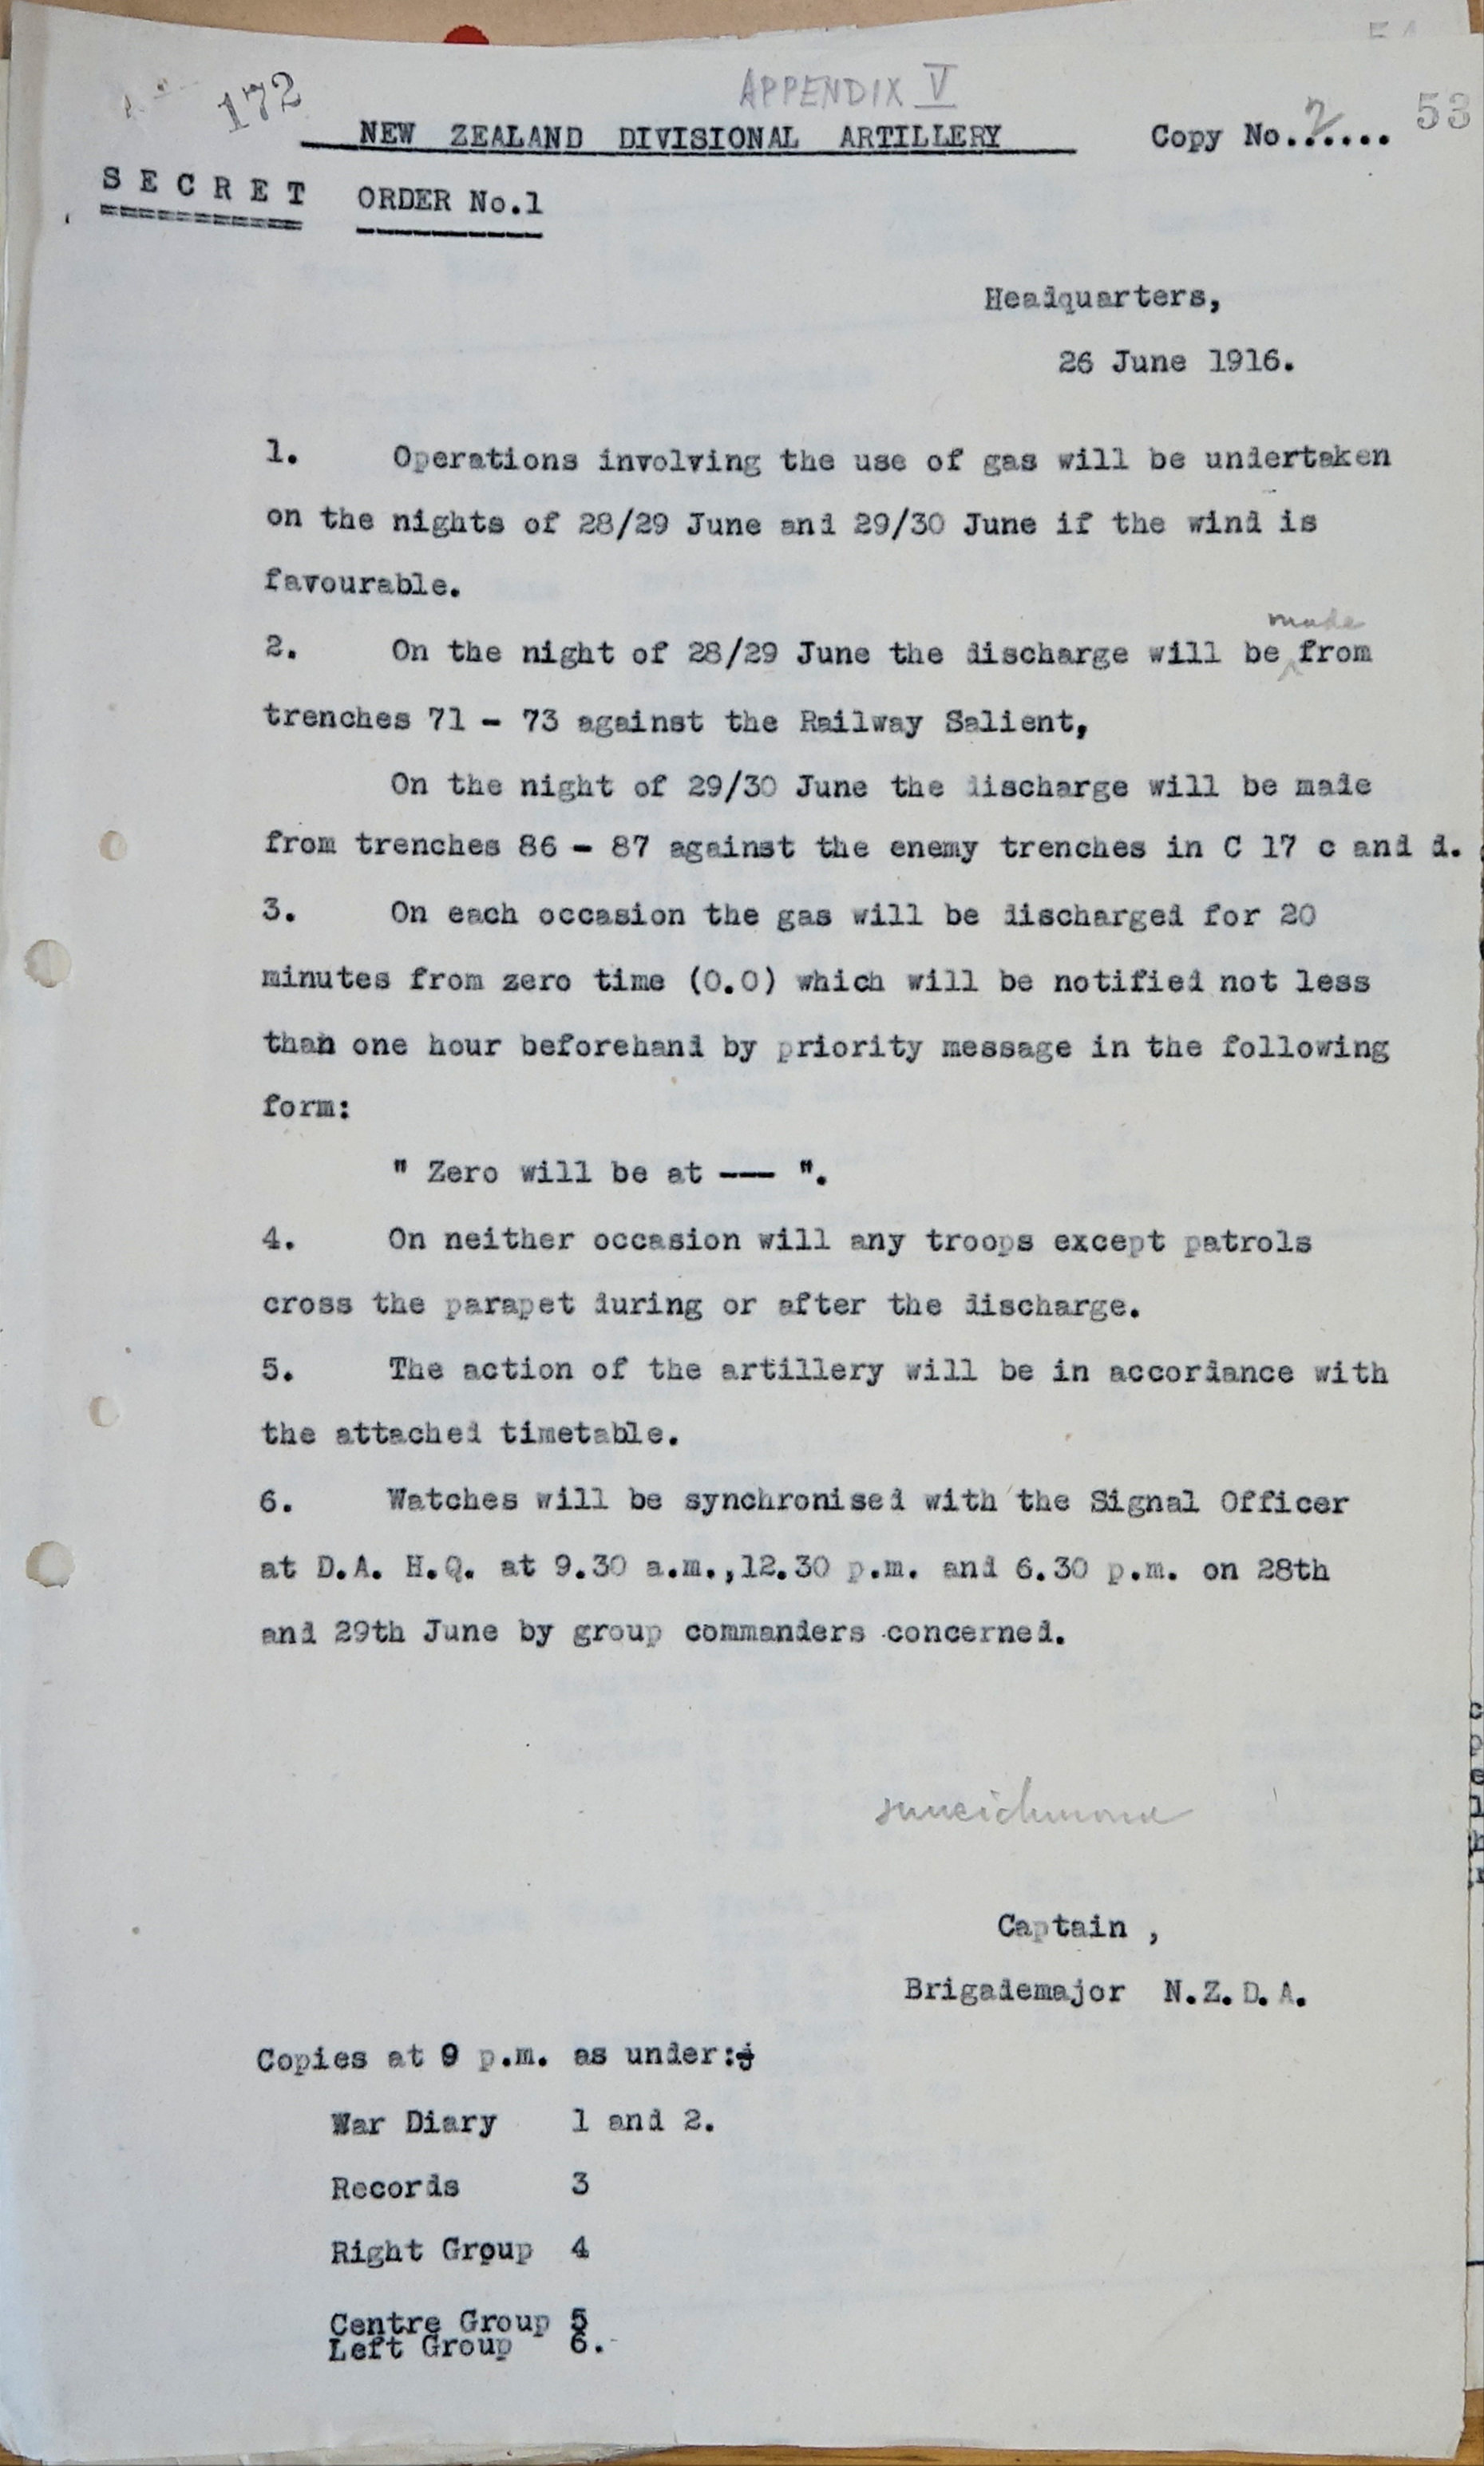 172
APPENDIX V
53
NEW ZEALAND DIVISIONAL ARTILLERY Copy No.2.....
SECRET ORDER No.1
Headquarters,
26 June 1916.
1. Operations involving the use of gas will be undertaken
on the nights of 28/29 June and 29/30 June if the wind is
favourable.
2. On the night of 28/29 June the discharge will be made from
trenches 71 - 73 against the Railway Salient,
On the night of 29/30 June the discharge will be made
from trenches 86 - 87 against the enemy trenches in C 17 c and d.
3. On each occasion the gas will be discharged for 20
minutes from zero time (0.0) which will be notified not less
than one hour beforehand by priority message in the following
form:
" Zero will be at --- ".
4. On neither occasion will any troops except patrols
cross the parapet during or after the discharge.
5. The action of the artillery will be in accordance with
the attached timetable.
6. Watches will be synchronised with the Signal Officer
at D.A. H.Q. at 9.30 a.m.,12.30 p.m. and 6.30 p.m. on 28th
and 29th June by group commanders concerned.
Captain ,
Brigademajor N.Z.D.A.
Copies at 9 p.m. as under:
War Diary 1 and 2.
Records 3
Right Group 4
Centre Group 5
Left Group 6.